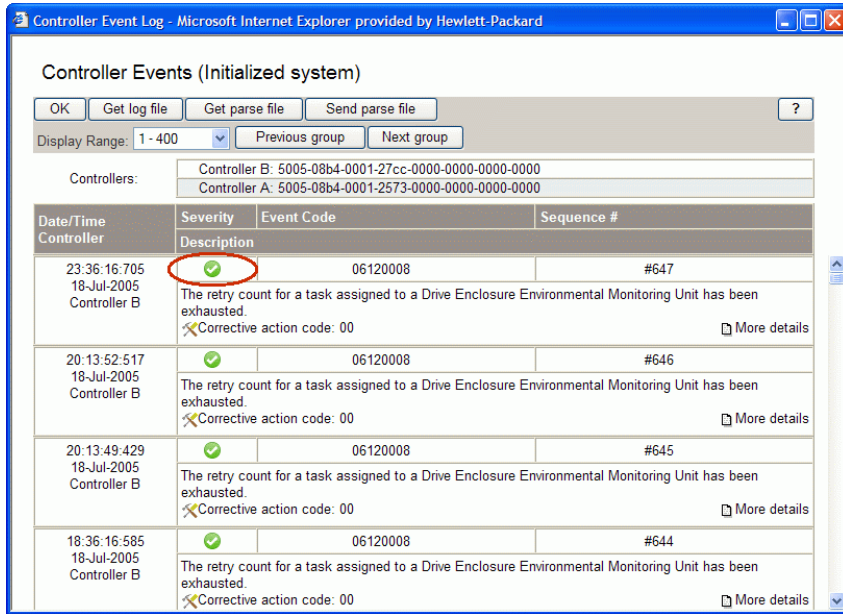 Controller Event Log - Microsoft Internet Explorer provided by Hewlett-Packard
Controller Events (Initialized system)
OK Get log file Get parse file Send parse file ?
Display Range: 1 - 400 Previous group Next group
Controllers:
Controller B: 5005-08b4-0001-27cc-0000-0000-0000-0000
Controller A: 5005-08b4-0001-2573-0000-0000-0000-0000
Date/Time
Controller
Severity Event Code Sequence #
Description
23:36:16:705
18-Jul-2005
Controller B
06120008 #647
The retry count for a task assigned to a Drive Enclosure Environmental Monitoring Unit has been
exhausted.
Corrective action code: 00 More details
20:13:52:517
18-Jul-2005
Controller B
06120008 #646
The retry count for a task assigned to a Drive Enclosure Environmental Monitoring Unit has been
exhausted.
Corrective action code: 00 More details
20:13:49:429
18-Jul-2005
Controller B
06120008 #645
The retry count for a task assigned to a Drive Enclosure Environmental Monitoring Unit has been
exhausted.
Corrective action code: 00 More details
18:36:16:585
18-Jul-2005
Controller B
06120008 #644
The retry count for a task assigned to a Drive Enclosure Environmental Monitoring Unit has been
exhausted.
Corrective action code: 00 More details